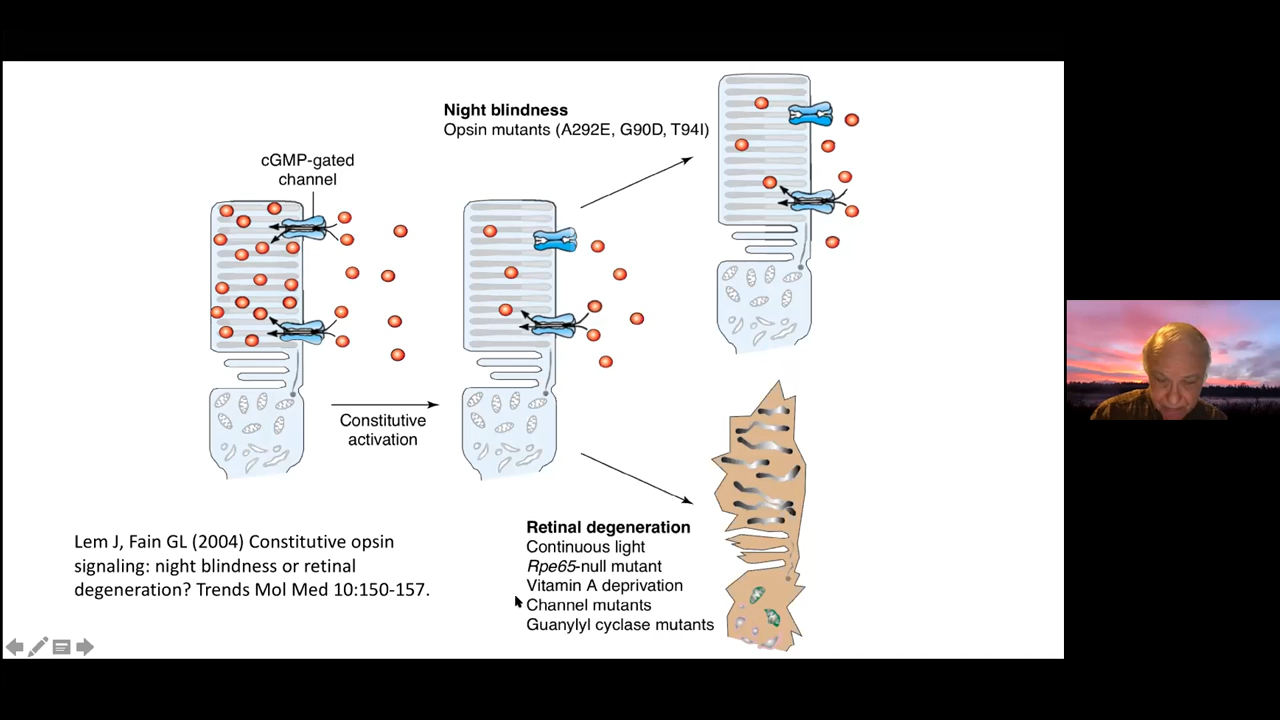 Night blindness
Opsin mutants (A292E, G90D, T94I)
cGMP-gated
channel
Constitutive
activation
Retinal degeneration
Continuous light
Rpe65-null mutant
Vitamin A deprivation
Channel mutants
Guanylyl cyclase mutants
Lem J, Fain GL (2004) Constitutive opsin
signaling: night blindness or retinal
degeneration? Trends Mol Med 10:150-157.